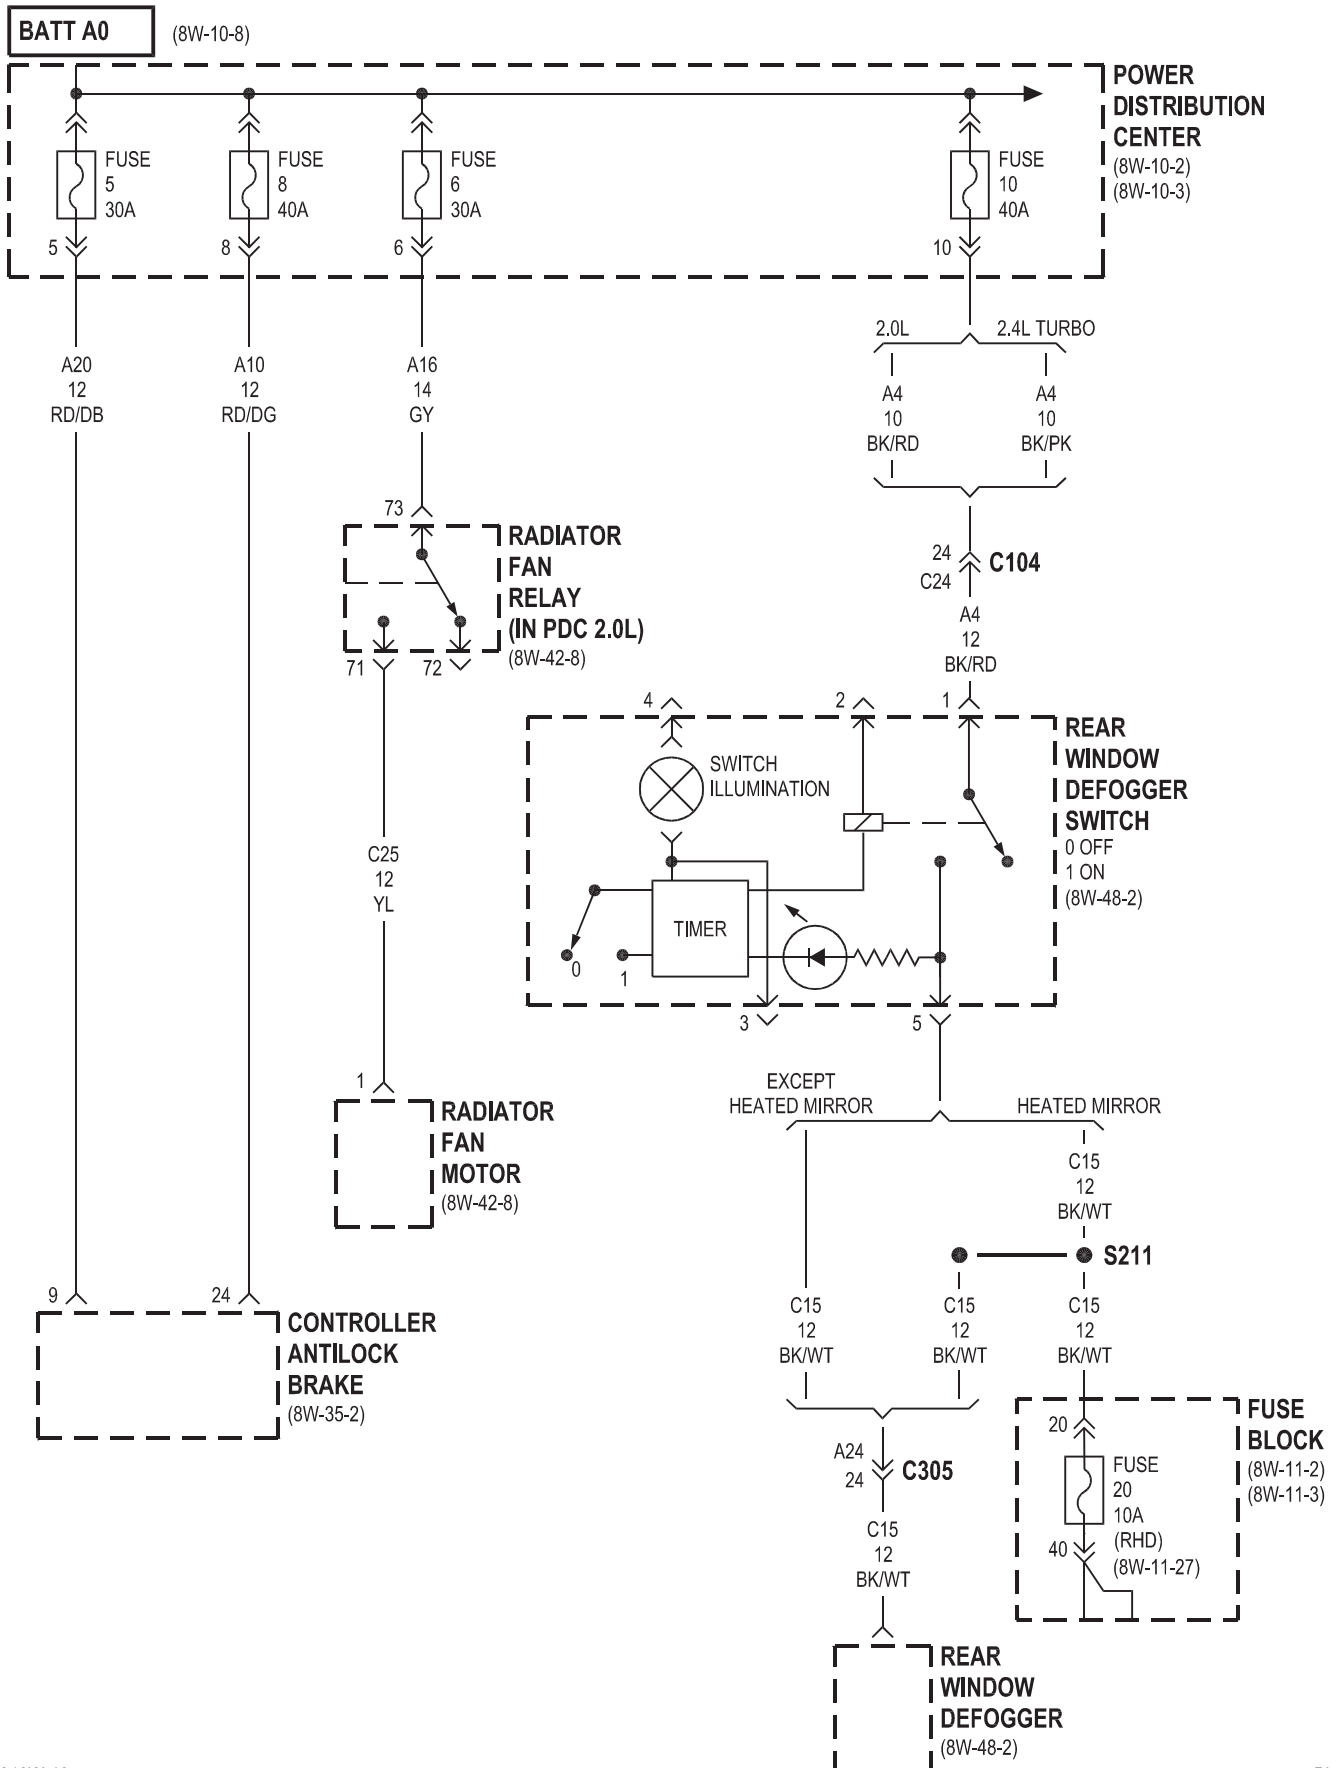 BATT A0 (8W-10-8)
POWER
DISTRIBUTION
CENTER
(8W-10-2)
(8W-10-3)
FUSE
5
30A
5
FUSE
8
40A
8
FUSE
6
30A
6
FUSE
10
40A
10
A20
12
RD/DB
A10
12
RD/DG
A16
14
GY
2.0L
2.4L TURBO
A4
10
BK/RD
A4
10
BK/PK
73
RADIATOR
FAN
RELAY
(IN PDC 2.0L)
(8W-42-8)
71
72
24
C24
C104
A4
12
BK/RD
4
2
1
REAR
WINDOW
DEFOGGER
SWITCH
0 OFF
1 ON
(8W-48-2)
SWITCH
ILLUMINATION
TIMER
0
1
3
5
C25
12
YL
1
RADIATOR
FAN
MOTOR
(8W-42-8)
EXCEPT
HEATED MIRROR
HEATED MIRROR
C15
12
BK/WT
S211
9
24
CONTROLLER
ANTILOCK
BRAKE
(8W-35-2)
C15
12
BK/WT
C15
12
BK/WT
C15
12
BK/WT
A24
24
C305
C15
12
BK/WT
20
FUSE
20
10A
(RHD)
(8W-11-27)
40
FUSE
BLOCK
(8W-11-2)
(8W-11-3)
REAR
WINDOW
DEFOGGER
(8W-48-2)